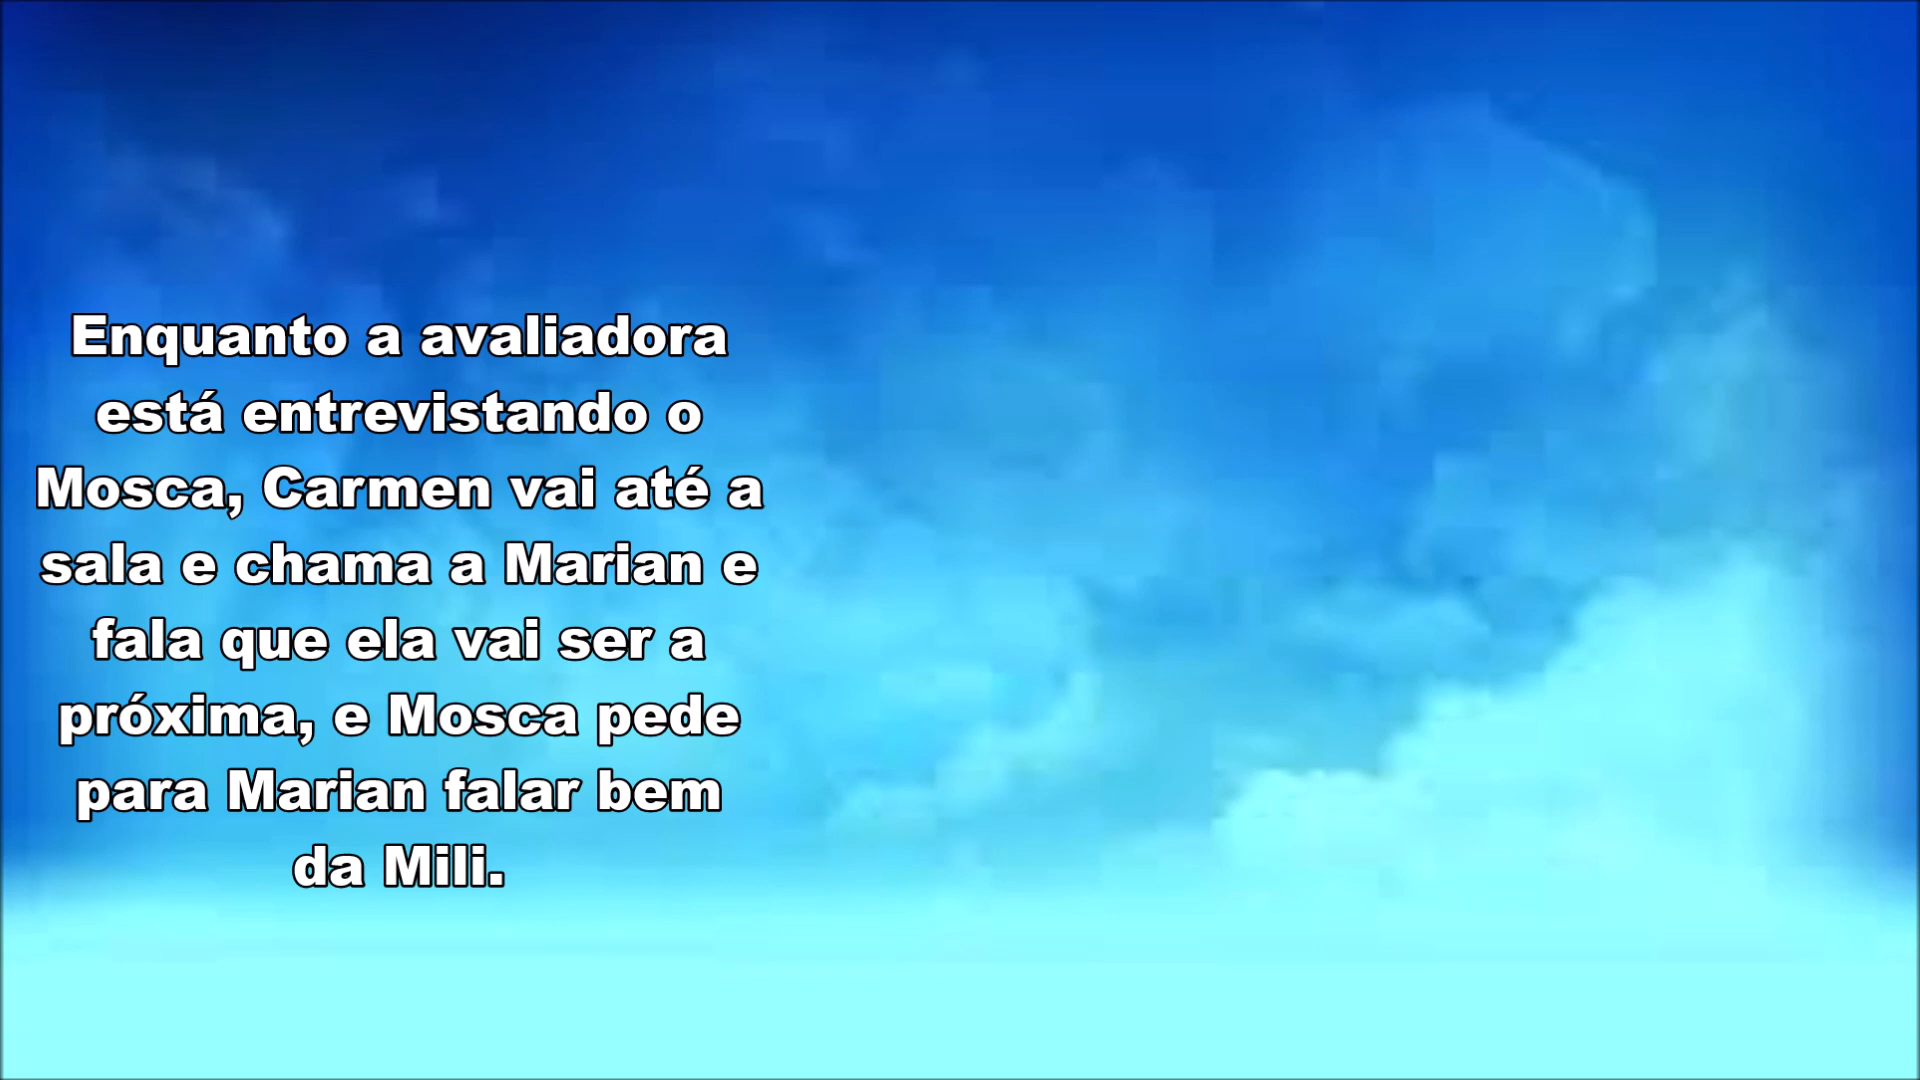 Enquanto a avaliadora
está entrevistando o
Mosca, Carmen vai até a
sala e chama a Marian e
fala que ela vai ser a
próxima, e Mosca pede
para Marian falar bem
da Mili.